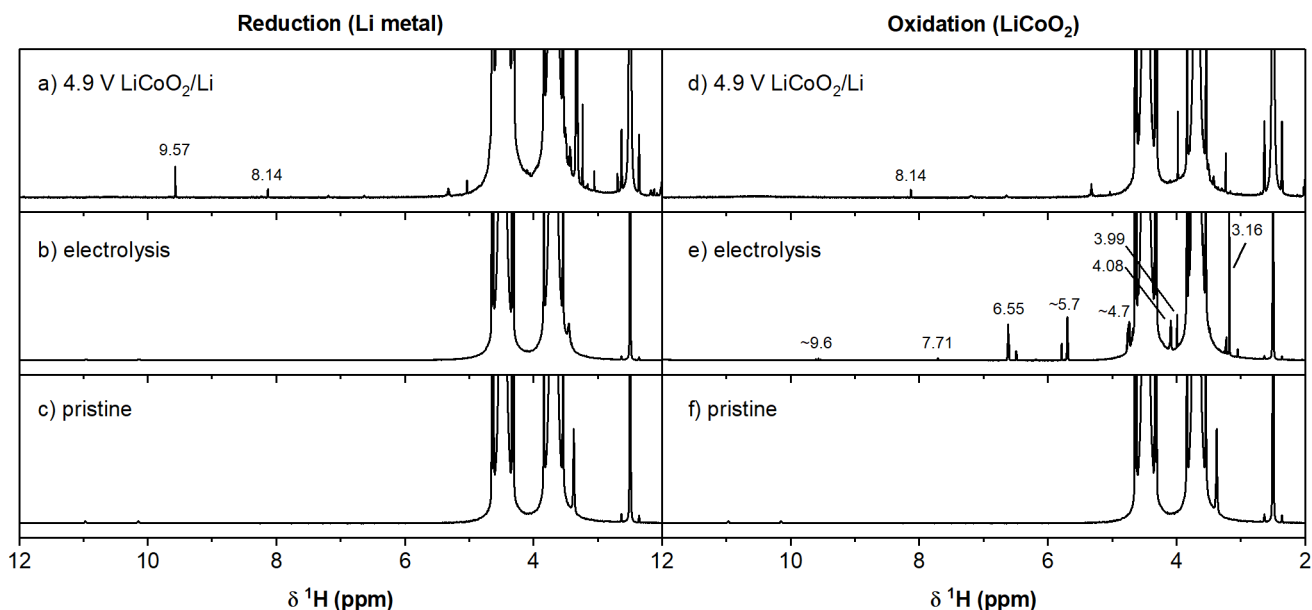 Reduction (Li metal)
Oxidation (LiCoO₂)
a) 4.9 V LiCoO₂/Li
9.57
8.14
d) 4.9 V LiCoO₂/Li
8.14
b) electrolysis
e) electrolysis
~9.6
7.71
6.55
~5.7
~4.7
4.08
3.99
3.16
c) pristine
f) pristine
12 10 8 6 4 12 10 8 6 4 2
δ ¹H (ppm)
δ ¹H (ppm)